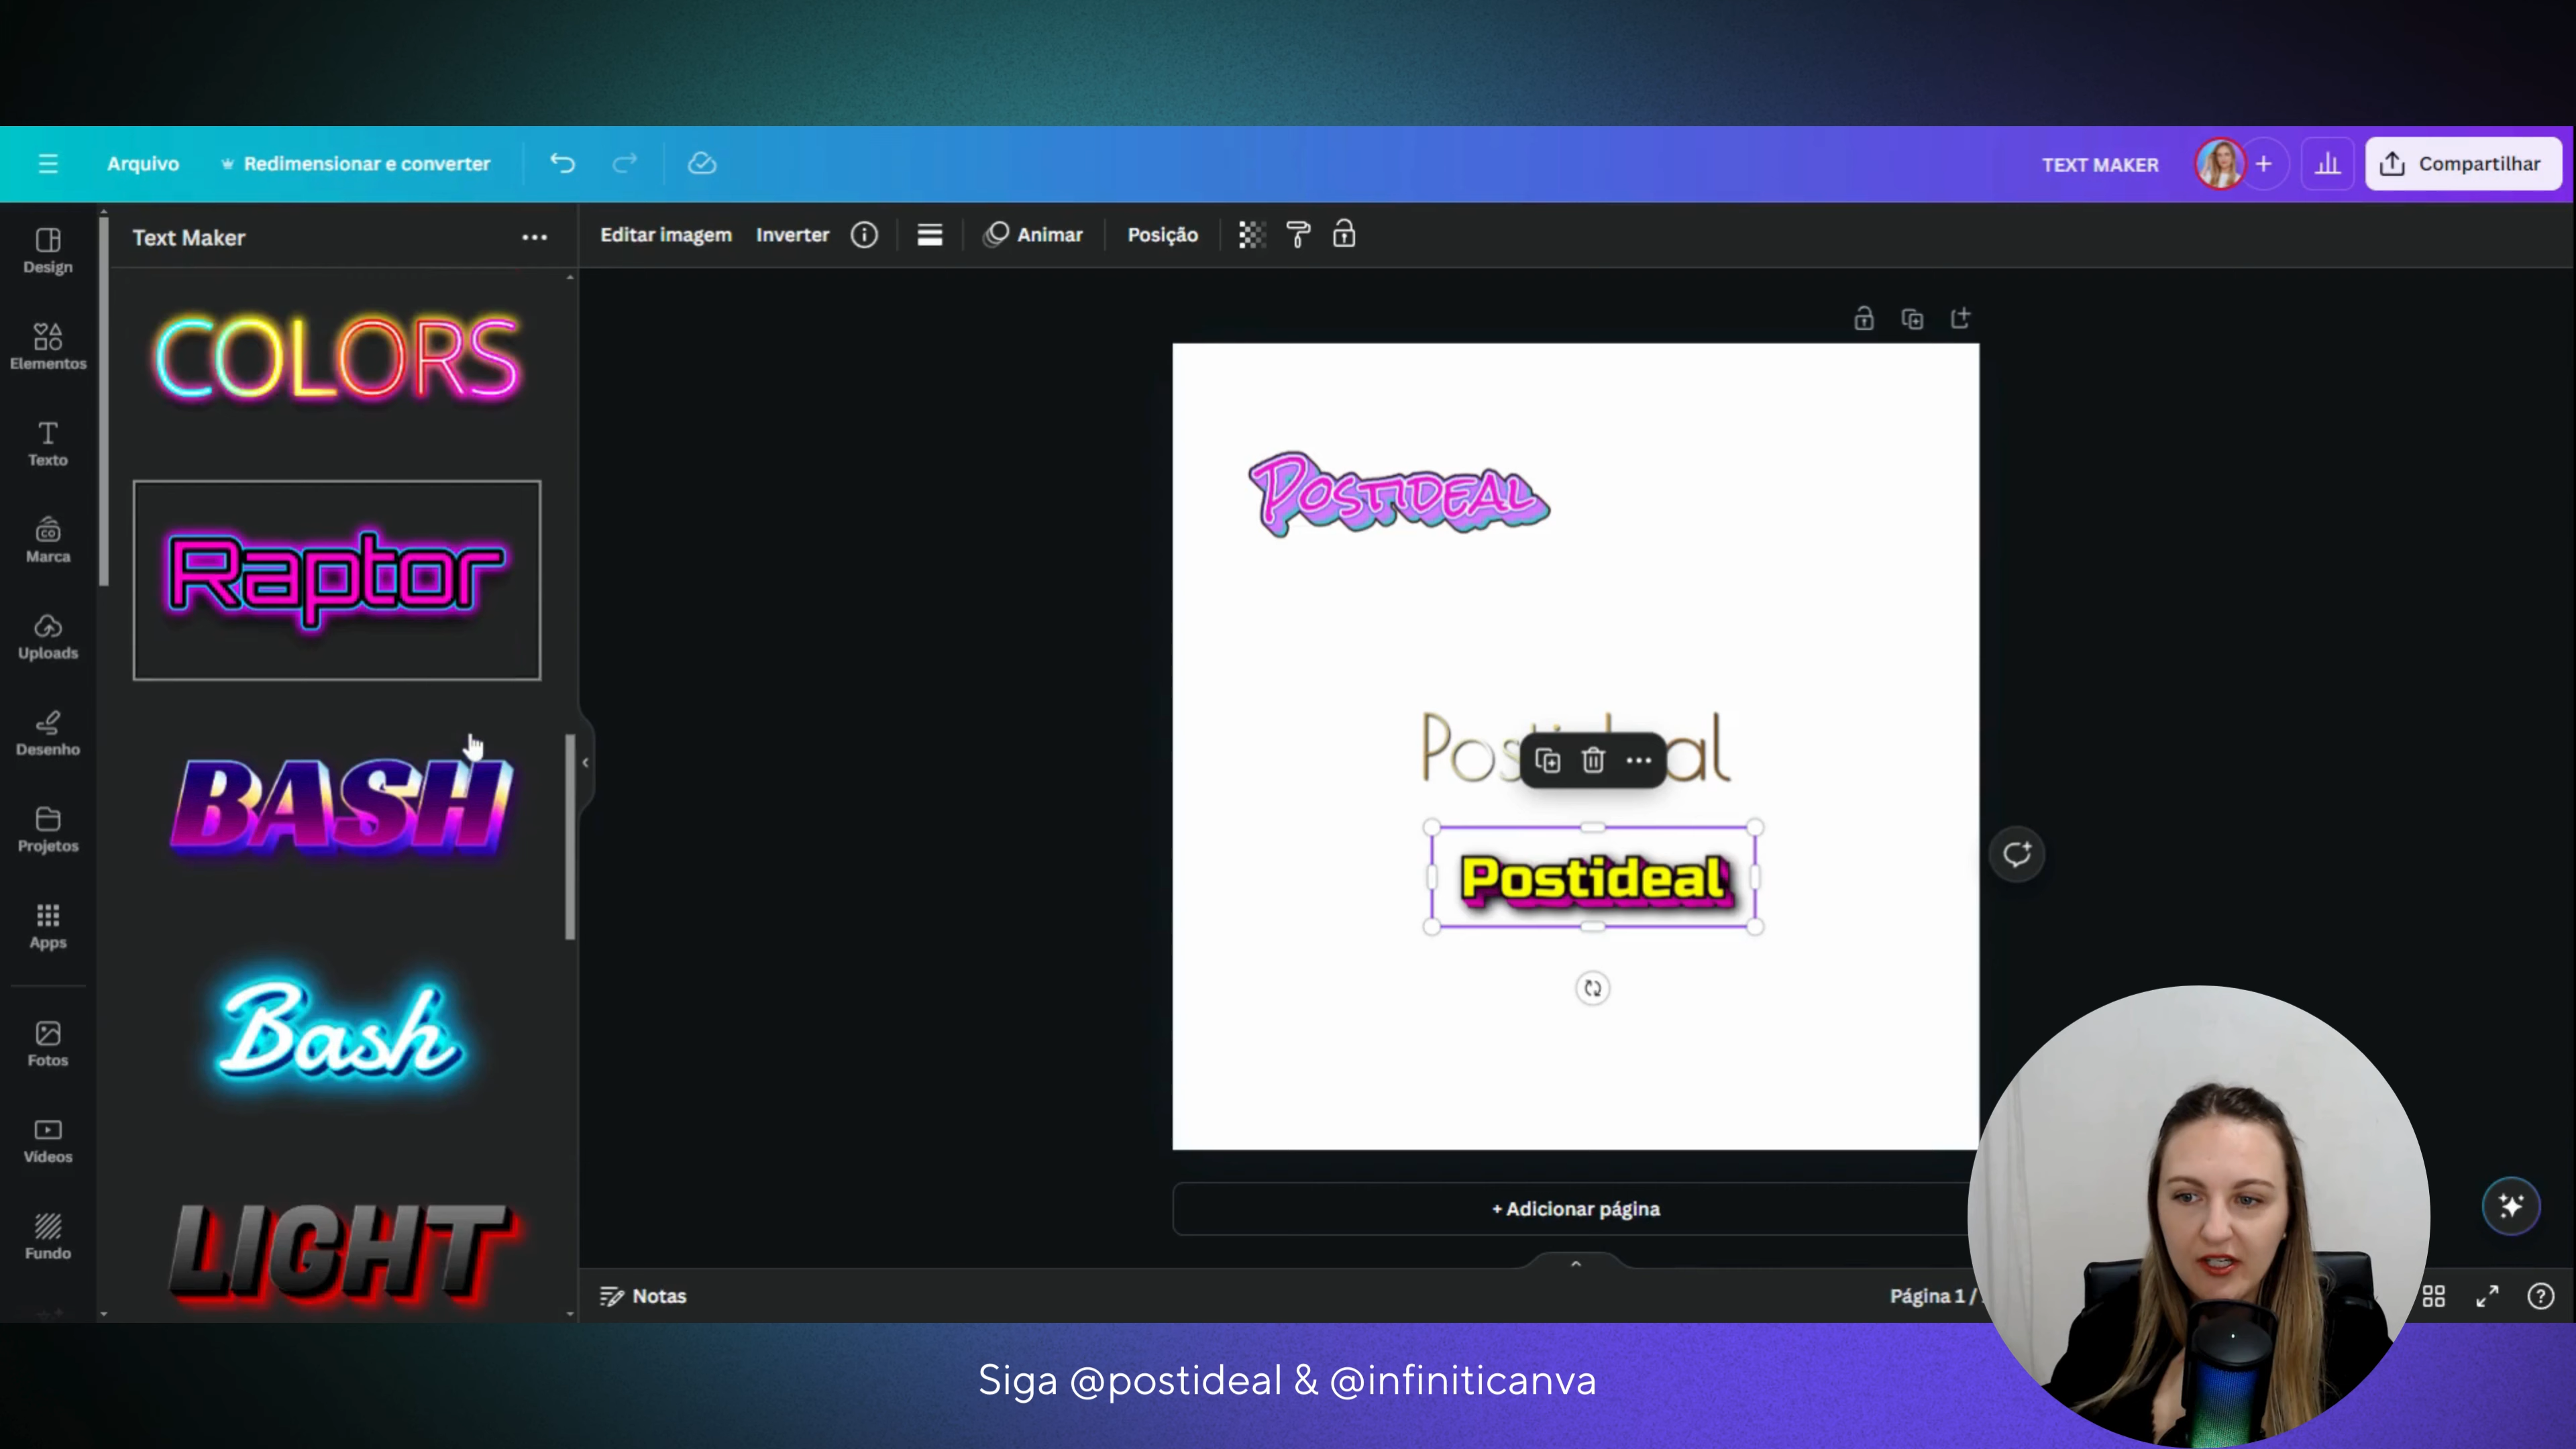 Arquivo
Redimensionar e converter
TEXT MAKER
Compartilhar
Design
Elementos
Texto
Marca
Uploads
Desenho
Projetos
Apps
Fotos
Vídeos
Fundo
Text Maker
COLORS
Raptor
BASH
Bash
LIGHT
Editar imagem
Inverter
Animar
Posição
Postideal
Postideal
+ Adicionar página
Notas
Página 1 /
Siga @postideal & @infiniticanva